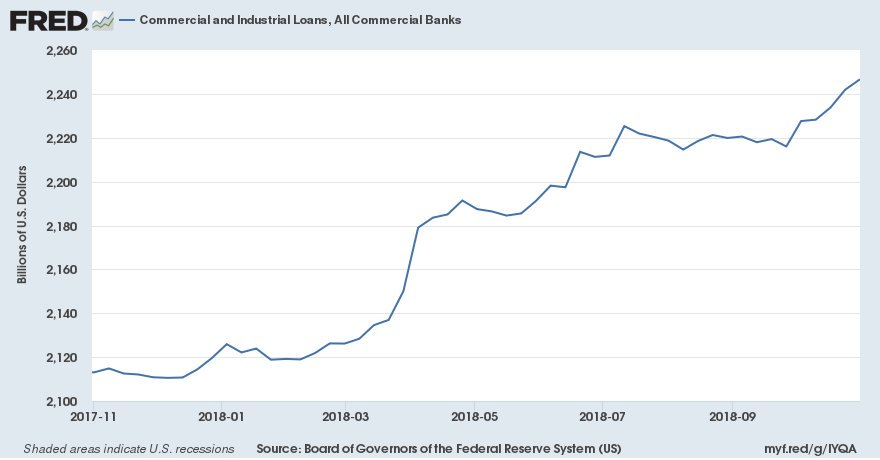 FRED
Commercial and Industrial Loans, All Commercial Banks
Billions of U.S. Dollars
2,260
2,240
2,220
2,200
2,180
2,160
2,140
2,120
2,100
2017-11 2018-01 2018-03 2018-05 2018-07 2018-09
Shaded areas indicate U.S. recessions Source: Board of Governors of the Federal Reserve System (US) myf.red/g/lYQA